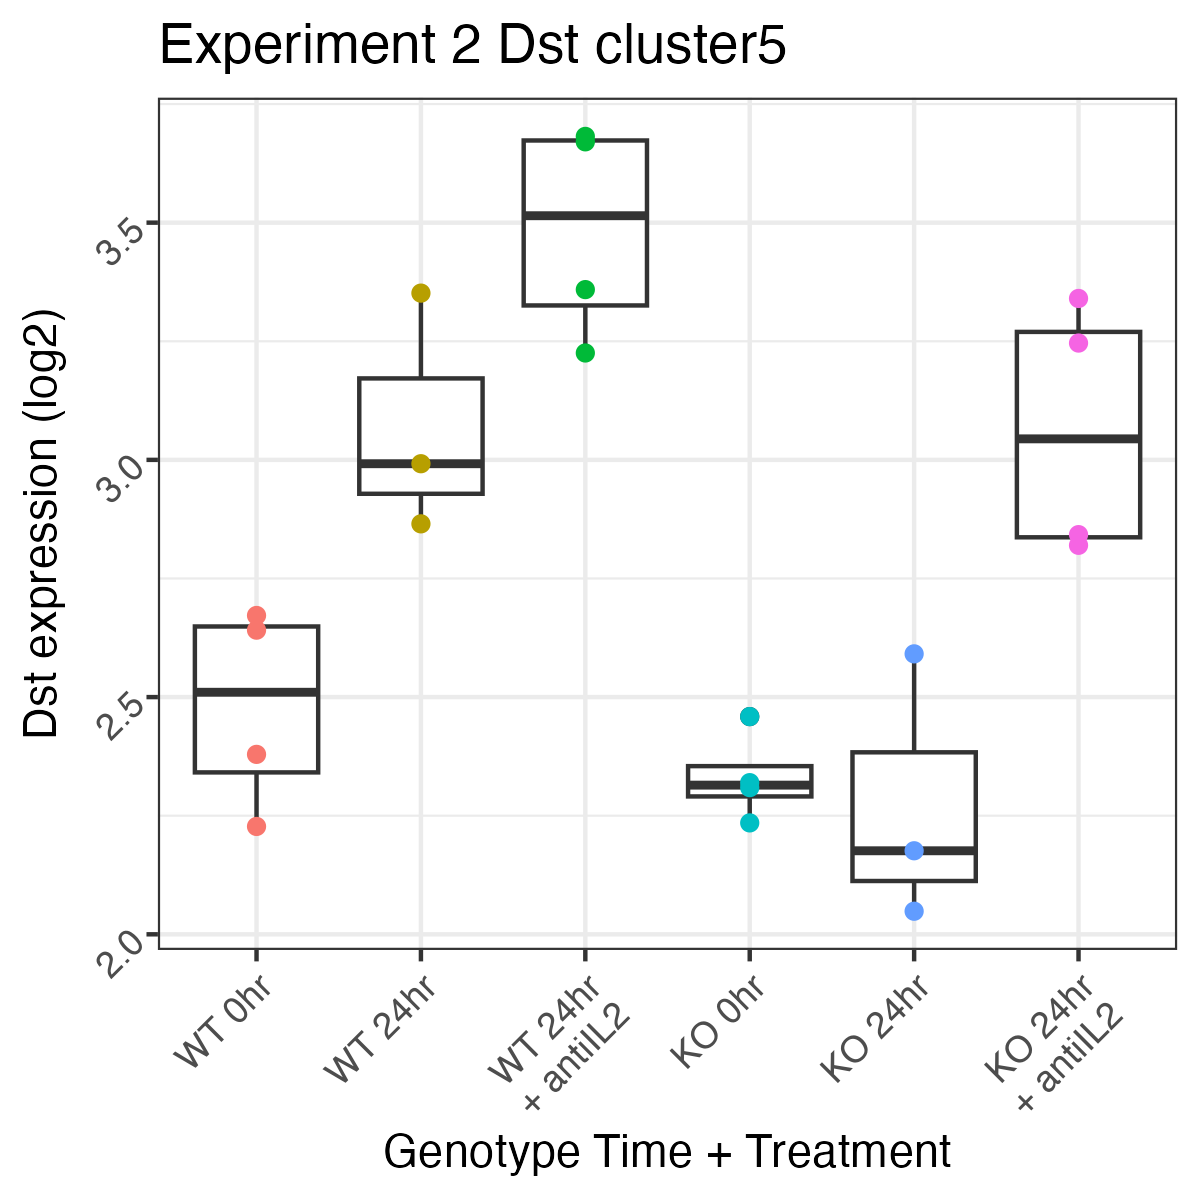 Experiment 2 Dst cluster5
Dst expression (log2)
3.5
3.0
2.5
2.0
WT 0hr
WT 24hr
WT 24hr
+ antiIL2
KO 0hr
KO 24hr
KO 24hr
+ antiIL2
Genotype Time + Treatment